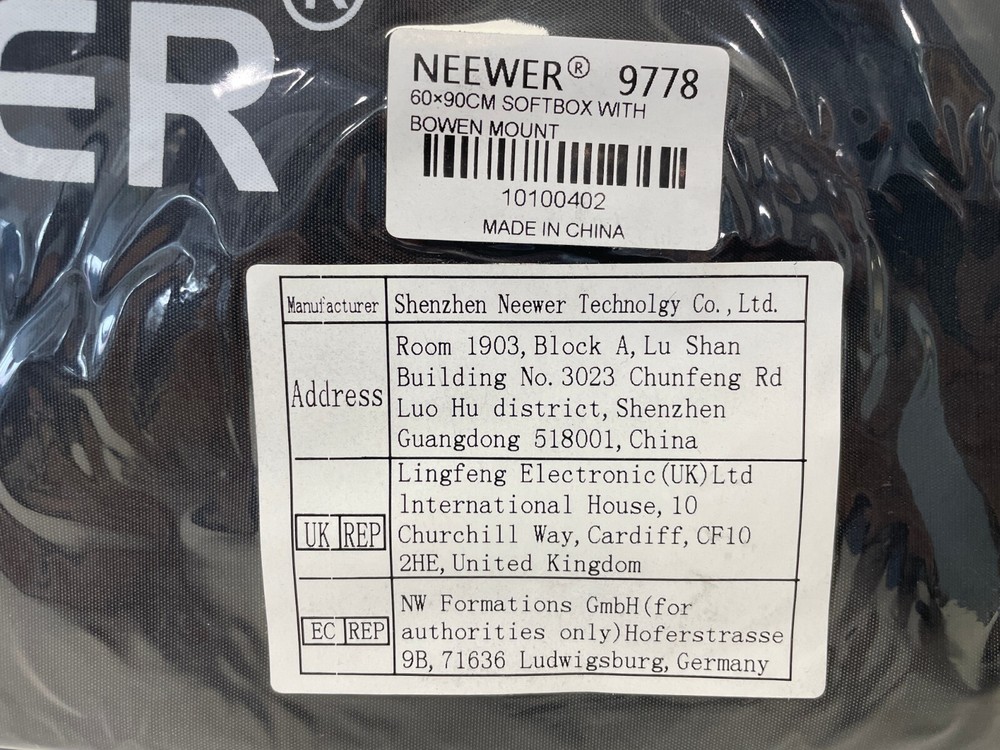 ER®
NEEWER® 9778
60×90CM SOFTBOX WITH
BOWEN MOUNT
10100402
MADE IN CHINA
Manufacturer Shenzhen Neewer Technolgy Co., Ltd.
Address
Room 1903, Block A, Lu Shan
Building No. 3023 Chunfeng Rd
Luo Hu district, Shenzhen
Guangdong 518001, China
UK REP
Lingfeng Electronic(UK)Ltd
lnternational House, 10
Churchill Way, Cardiff, CF10
2HE, United Kingdom
EC REP
NW Formations GmbH(for
authorities only)Hoferstrasse
9B, 71636 Ludwigsburg, Germany